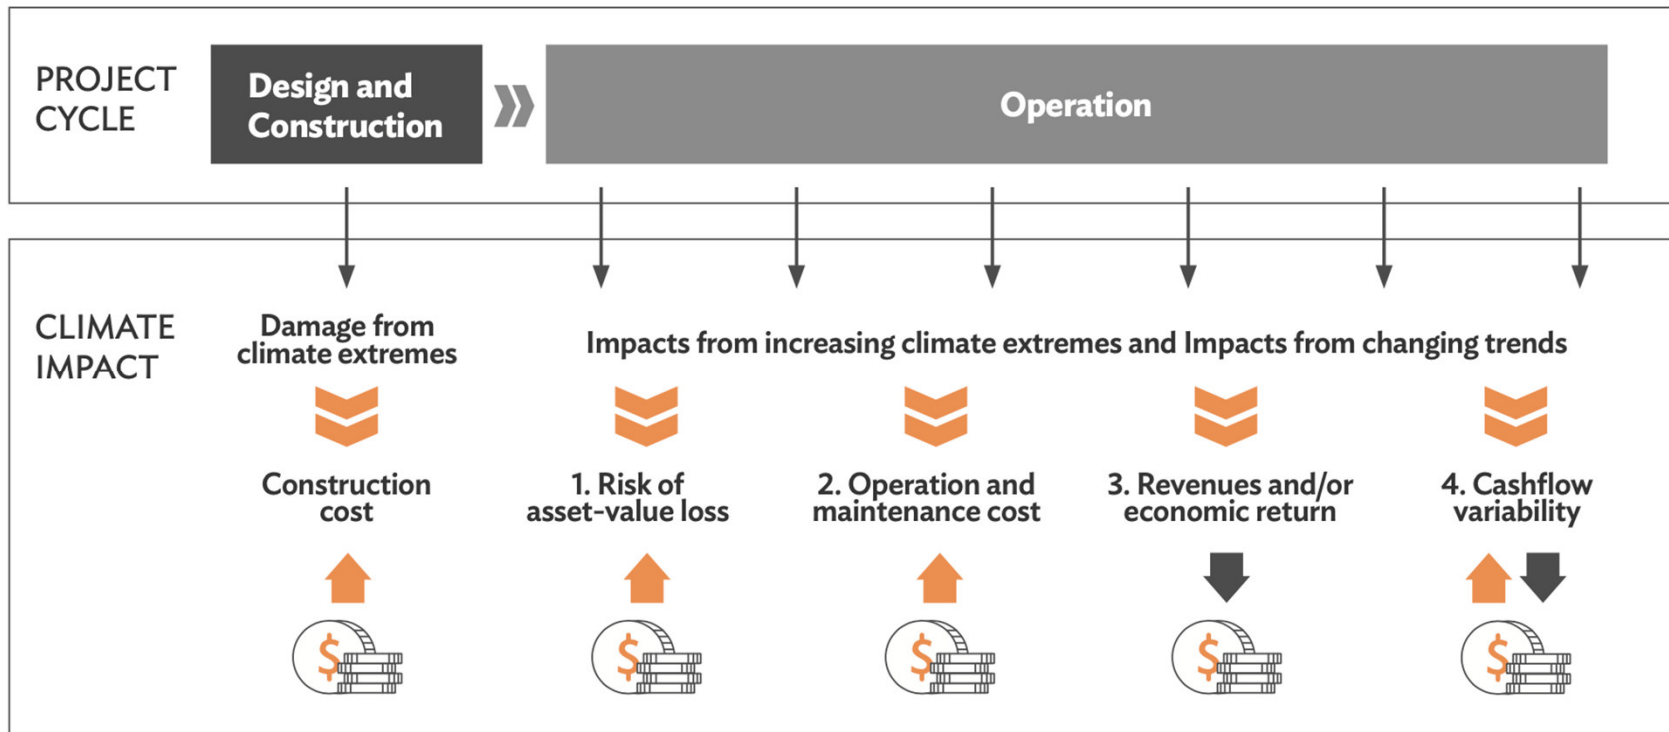 PROJECT
CYCLE
Design and
Construction
Operation
CLIMATE
IMPACT
Damage from
climate extremes
Impacts from increasing climate extremes and Impacts from changing trends
Construction
cost
1. Risk of
asset-value loss
2. Operation and
maintenance cost
3. Revenues and/or
economic return
4. Cashflow
variability
$
$
$
$
$